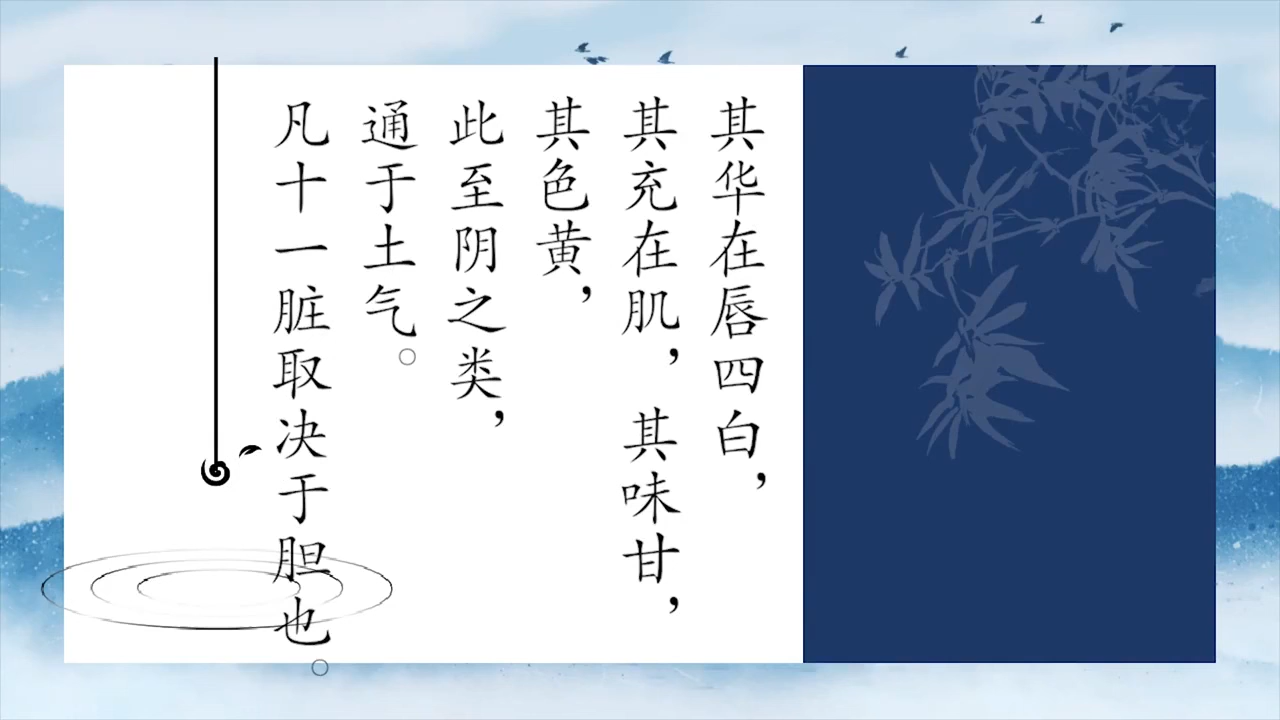 其华在唇四白，
其充在肌，其味甘，
其色黄，
此至阴之类，
通于土气。
凡十一脏取决于胆也。